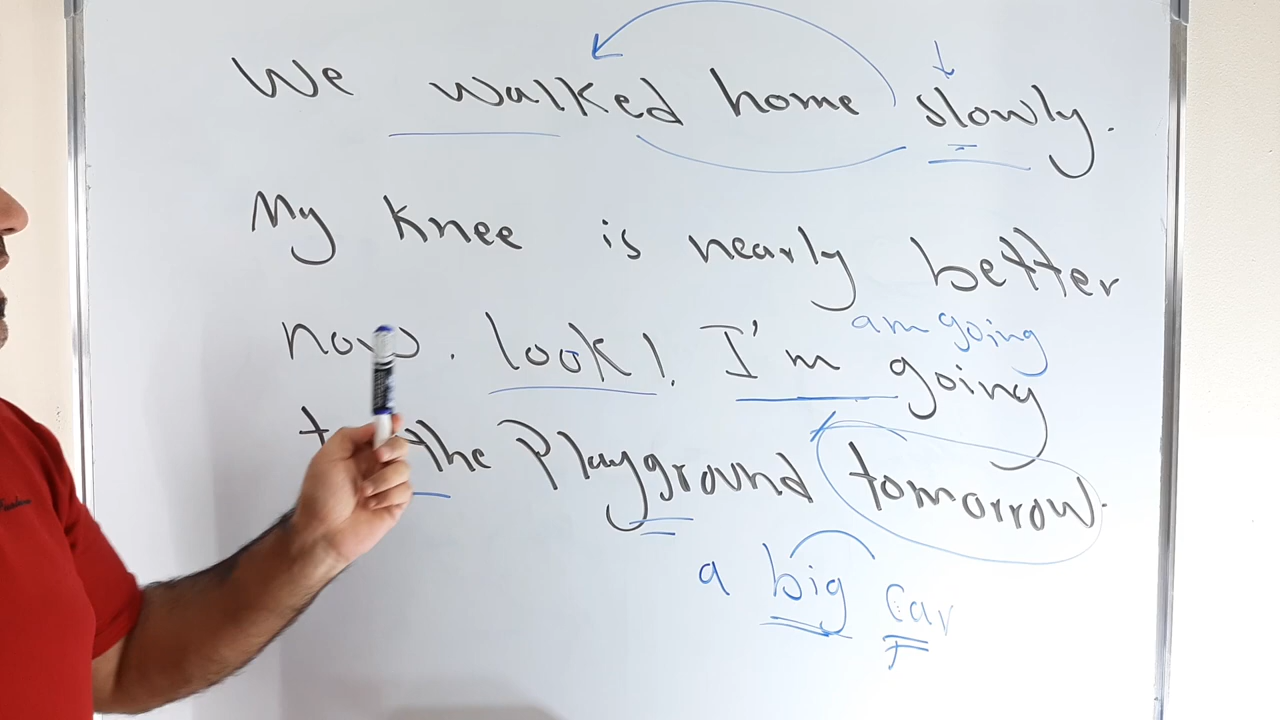 We walked home slowly.
My knee is nearly better
now. look! I'm going
am going
the Playground tomorrow.
a big car